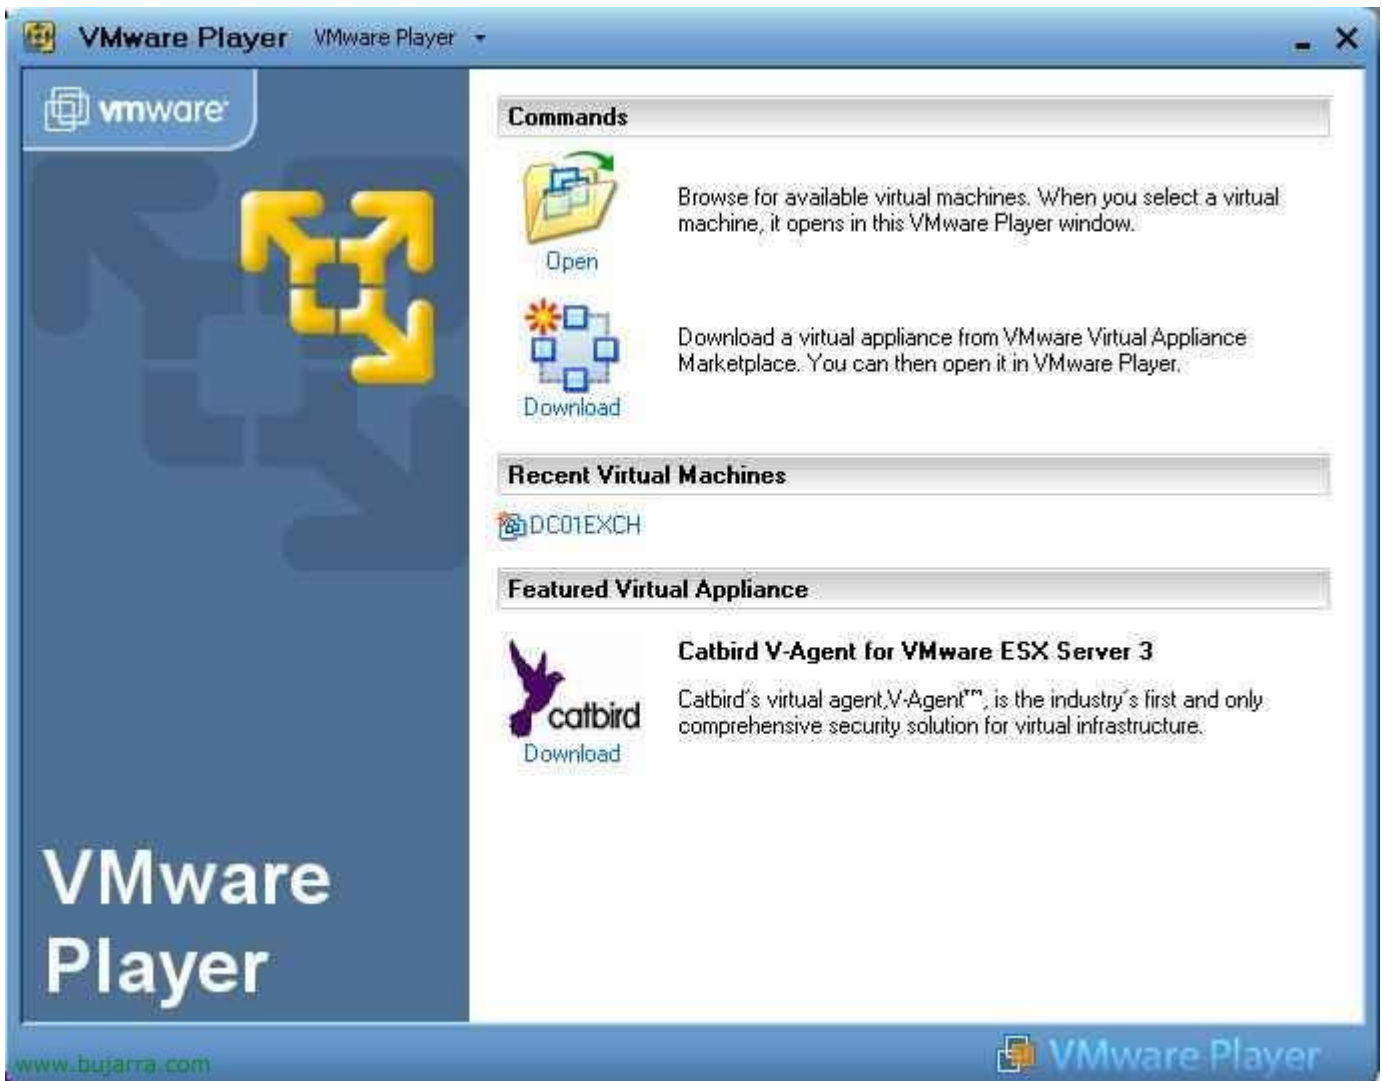 VMware Player VMware Player
vmware
Commands
Browse for available virtual machines. When you select a virtual
machine, it opens in this VMware Player window.
Open
Download a virtual appliance from VMware Virtual Appliance
Marketplace. You can then open it in VMware Player.
Download
Recent Virtual Machines
DC01EXCH
Featured Virtual Appliance
Catbird V-Agent for VMware ESX Server 3
Catbird´s virtual agent,V-Agent™, is the industry´s first and only
comprehensive security solution for virtual infrastructure.
catbird
Download
VMware
Player
www.bujarra.com
VMware Player